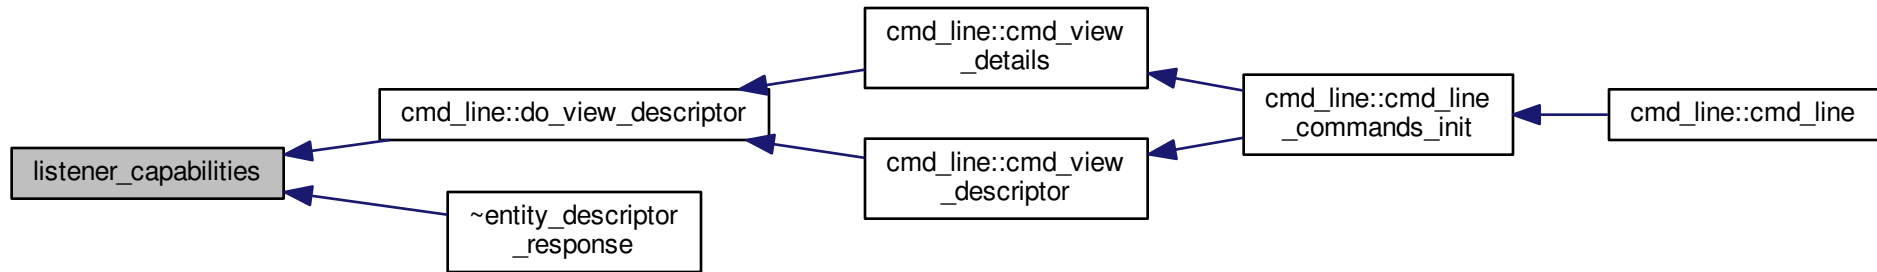 listener_capabilities
cmd_line::do_view_descriptor
~entity_descriptor
_response
cmd_line::cmd_view
_details
cmd_line::cmd_view
_descriptor
cmd_line::cmd_line
_commands_init
cmd_line::cmd_line